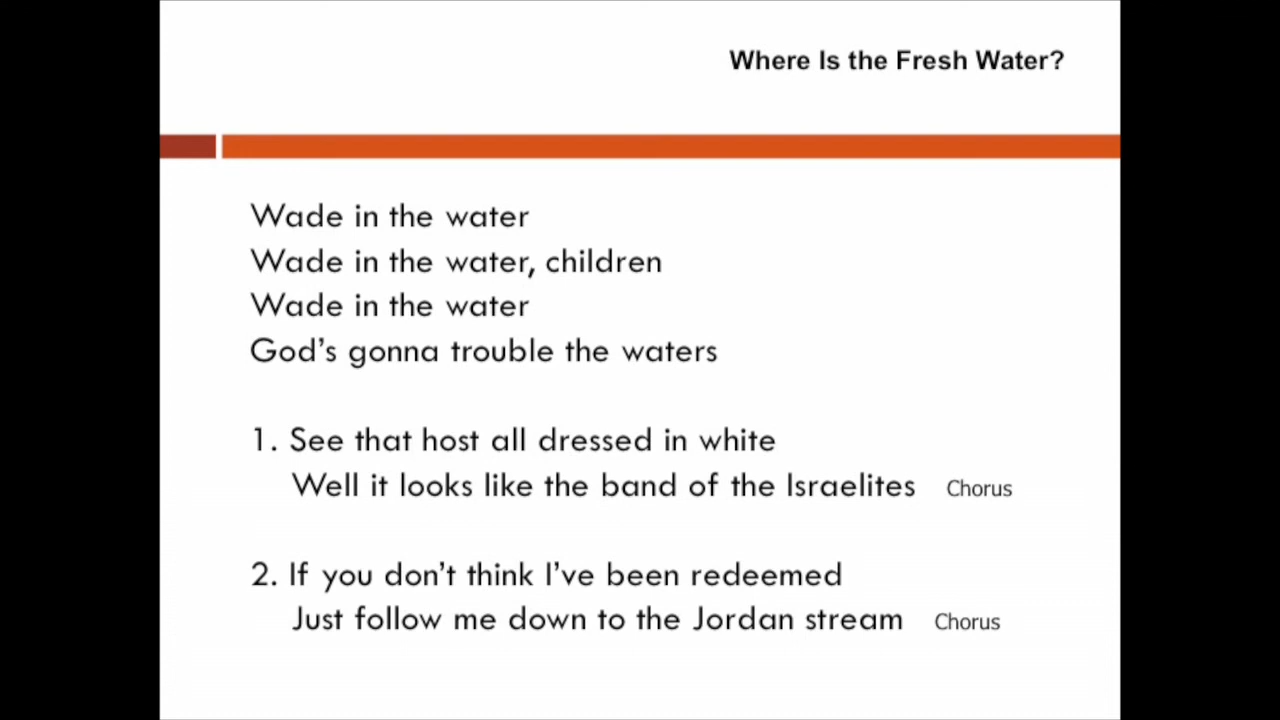 Where Is the Fresh Water?
Wade in the water
Wade in the water, children
Wade in the water
God’s gonna trouble the waters
1. See that host all dressed in white
Well it looks like the band of the Israelites Chorus
2. If you don’t think I’ve been redeemed
Just follow me down to the Jordan stream Chorus